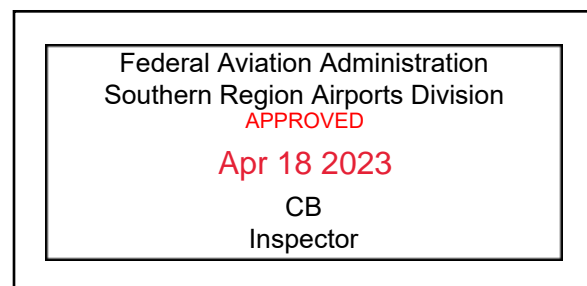 Federal Aviation Administration
Southern Region Airports Division
APPROVED
Apr 18 2023
CB
Inspector